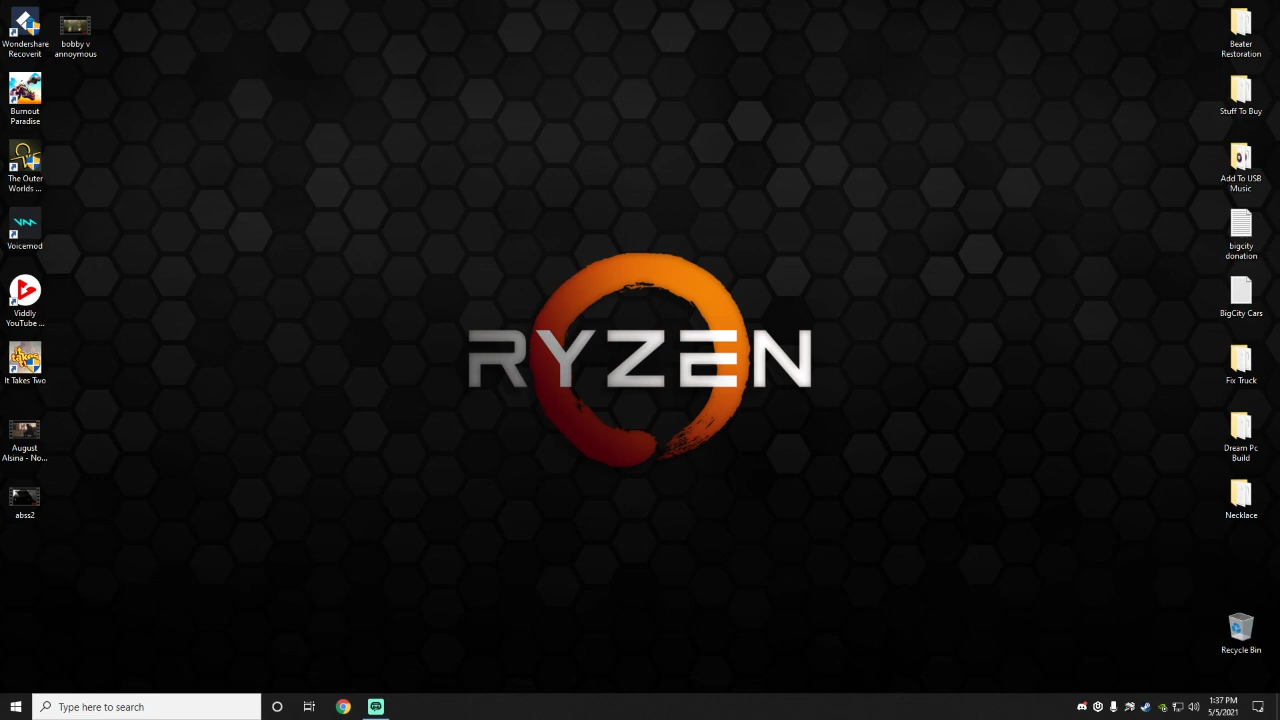 Wondershare
Recoverit
bobby v
annoymous
Burnout
Paradise
The Outer
Worlds ...
Voicemod
Viddly
YouTube ...
It Takes Two
August
Alsina - No...
abss2
RYZEN
Beater
Restoration
Stuff To Buy
Add To USB
Music
bigcity
donation
BigCity Cars
Fix Truck
Dream Pc
Build
Necklace
Recycle Bin
Type here to search
1:37 PM
5/5/2021